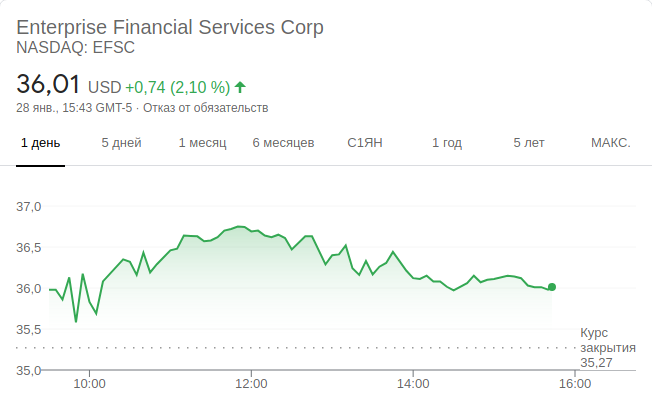 Enterprise Financial Services Corp
NASDAQ: EFSC
36,01 USD +0,74 (2,10 %)
28 янв., 15:43 GMT-5 · Отказ от обязательств
1 день 5 дней 1 месяц 6 месяцев С1ЯН 1 год 5 лет МАКС.
37,0
36,5
36,0
35,5
35,0
Курс
закрытия
35,27
10:00 12:00 14:00 16:00